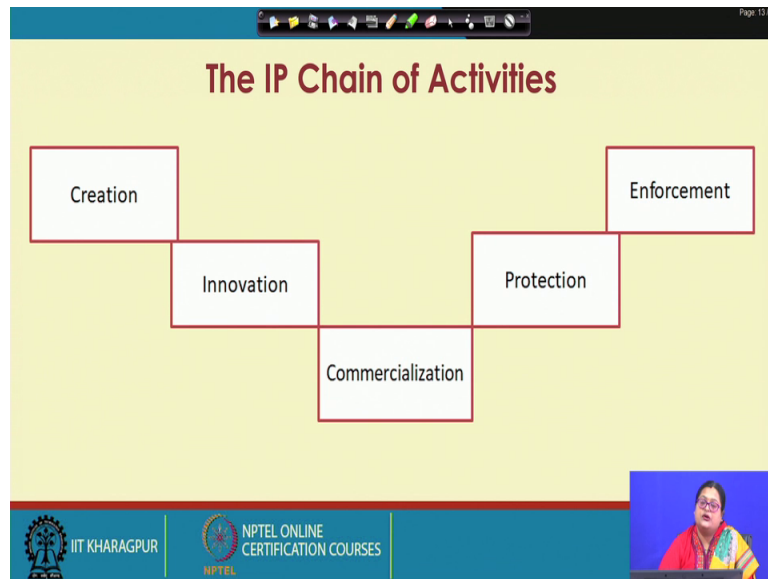 Page: 13
The IP Chain of Activities
Creation
Innovation
Commercialization
Protection
Enforcement
IIT KHARAGPUR
NPTEL
NPTEL ONLINE
CERTIFICATION COURSES